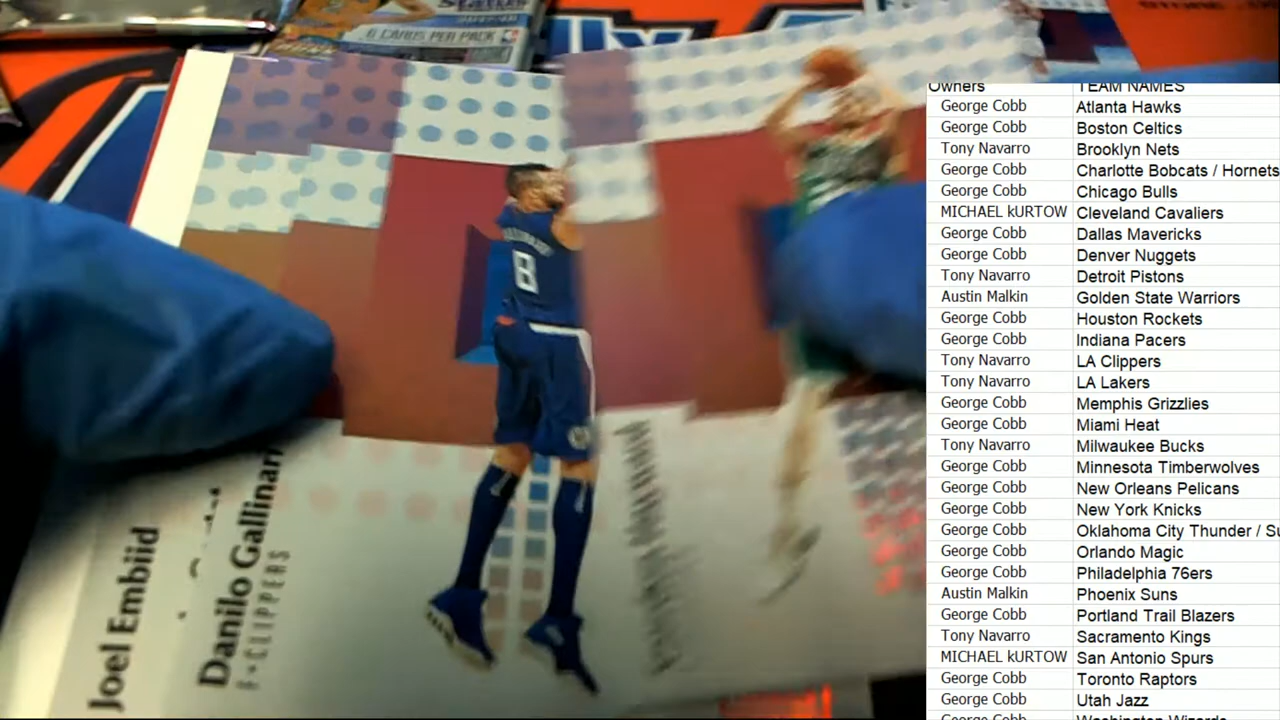 Status
6 CARDS PER PACK
Joel Embiid
Danilo Gallinari
F • CLIPPERS
8
Owners TEAM NAMES
George Cobb Atlanta Hawks
George Cobb Boston Celtics
Tony Navarro Brooklyn Nets
George Cobb Charlotte Bobcats / Hornets
George Cobb Chicago Bulls
MICHAEL kURTOW Cleveland Cavaliers
George Cobb Dallas Mavericks
George Cobb Denver Nuggets
Tony Navarro Detroit Pistons
Austin Malkin Golden State Warriors
George Cobb Houston Rockets
George Cobb Indiana Pacers
Tony Navarro LA Clippers
Tony Navarro LA Lakers
George Cobb Memphis Grizzlies
George Cobb Miami Heat
Tony Navarro Milwaukee Bucks
George Cobb Minnesota Timberwolves
George Cobb New Orleans Pelicans
George Cobb New York Knicks
George Cobb Oklahoma City Thunder / Su
George Cobb Orlando Magic
George Cobb Philadelphia 76ers
Austin Malkin Phoenix Suns
George Cobb Portland Trail Blazers
Tony Navarro Sacramento Kings
MICHAEL kURTOW San Antonio Spurs
George Cobb Toronto Raptors
George Cobb Utah Jazz
George Cobb Washington Wizards